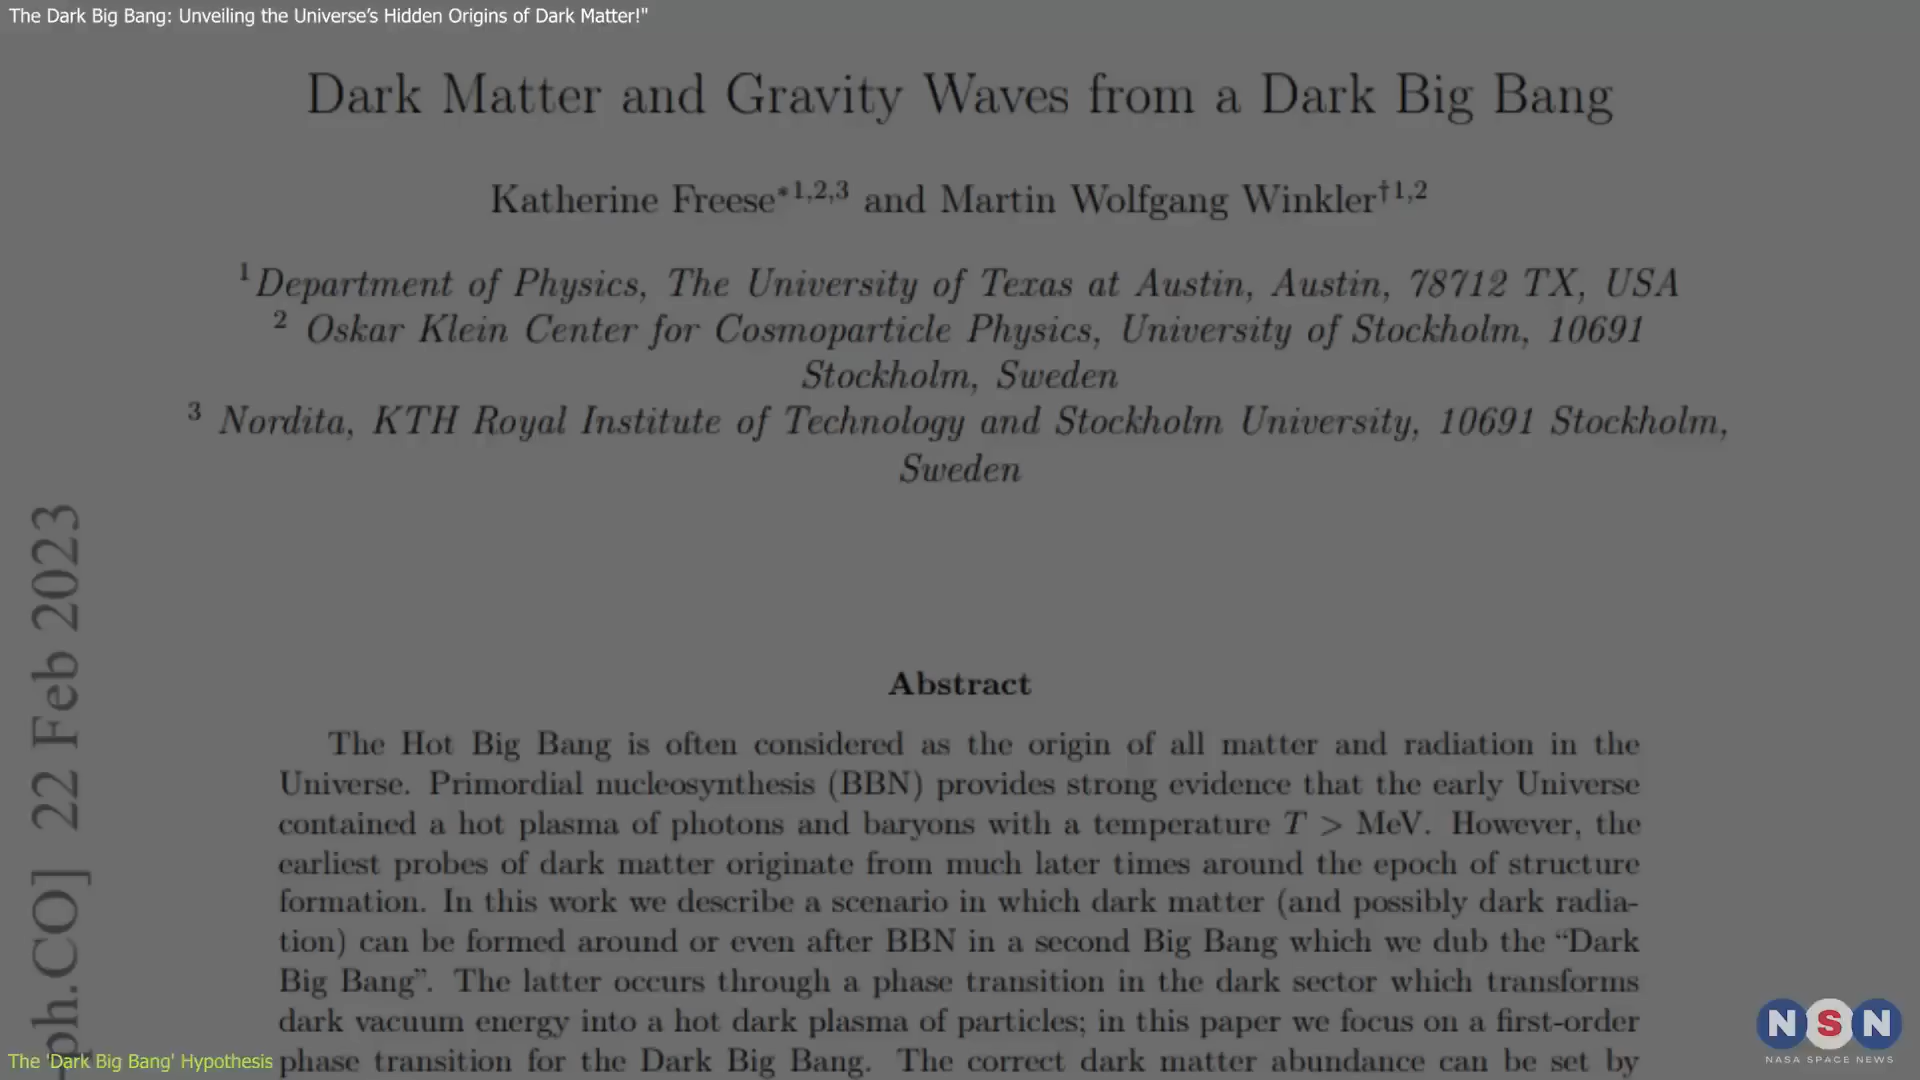 The Dark Big Bang: Unveiling the Universe’s Hidden Origins of Dark Matter!"
Dark Matter and Gravity Waves from a Dark Big Bang
Katherine Freese*1,2,3 and Martin Wolfgang Winkler†1,2
1 Department of Physics, The University of Texas at Austin, Austin, 78712 TX, USA
2 Oskar Klein Center for Cosmoparticle Physics, University of Stockholm, 10691
Stockholm, Sweden
3 Nordita, KTH Royal Institute of Technology and Stockholm University, 10691 Stockholm,
Sweden
ph.CO] 22 Feb 2023
Abstract
The Hot Big Bang is often considered as the origin of all matter and radiation in the
Universe. Primordial nucleosynthesis (BBN) provides strong evidence that the early Universe
contained a hot plasma of photons and baryons with a temperature T > MeV. However, the
earliest probes of dark matter originate from much later times around the epoch of structure
formation. In this work we describe a scenario in which dark matter (and possibly dark radia-
tion) can be formed around or even after BBN in a second Big Bang which we dub the “Dark
Big Bang”. The latter occurs through a phase transition in the dark sector which transforms
dark vacuum energy into a hot dark plasma of particles; in this paper we focus on a first-order
phase transition for the Dark Big Bang. The correct dark matter abundance can be set by
The 'Dark Big Bang' Hypothesis
NSN
NASA SPACE NEWS